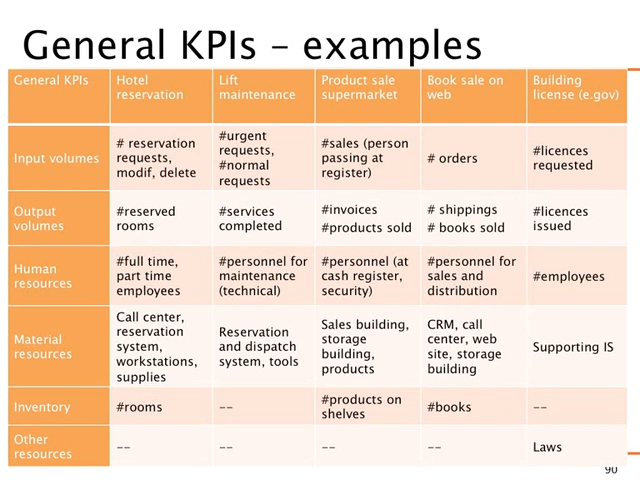 General KPIs – examples
General KPIs
Hotel
reservation
Lift
maintenance
Product sale
supermarket
Book sale on
web
Building
license (e.gov)
Input volumes
# reservation
requests,
modif, delete
#urgent
requests,
#normal
requests
#sales (person
passing at
register)
# orders
#licences
requested
Output
volumes
#reserved
rooms
#services
completed
#invoices
#products sold
# shippings
# books sold
#licences
issued
Human
resources
#full time,
part time
employees
#personnel for
maintenance
(technical)
#personnel (at
cash register,
security)
#personnel for
sales and
distribution
#employees
Material
resources
Call center,
reservation
system,
workstations,
supplies
Reservation
and dispatch
system, tools
Sales building,
storage
building,
products
CRM, call
center, web
site, storage
building
Supporting IS
Inventory
#rooms
--
#products on
shelves
#books
--
Other
resources
--
--
--
--
Laws
90